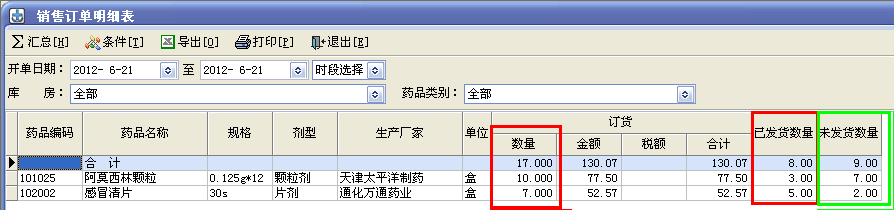 销售订单明细表
汇总[H] 条件[T] 导出[O] 打印[P] 退出[E]
开单日期： 2012- 6-21 至 2012- 6-21 时段选择
库 房： 全部 药品类别： 全部
药品编码 药品名称 规格 剂型 生产厂家 单位 订货 已发货数量 未发货数量
数量 金额 税额 合计
合 计 17.000 130.07 130.07 8.00 9.00
101025 阿莫西林颗粒 0.125g*12 颗粒剂 天津太平洋制药 盒 10.000 77.50 77.50 3.00 7.00
102002 感冒清片 30s 片剂 通化万通药业 盒 7.000 52.57 52.57 5.00 2.00